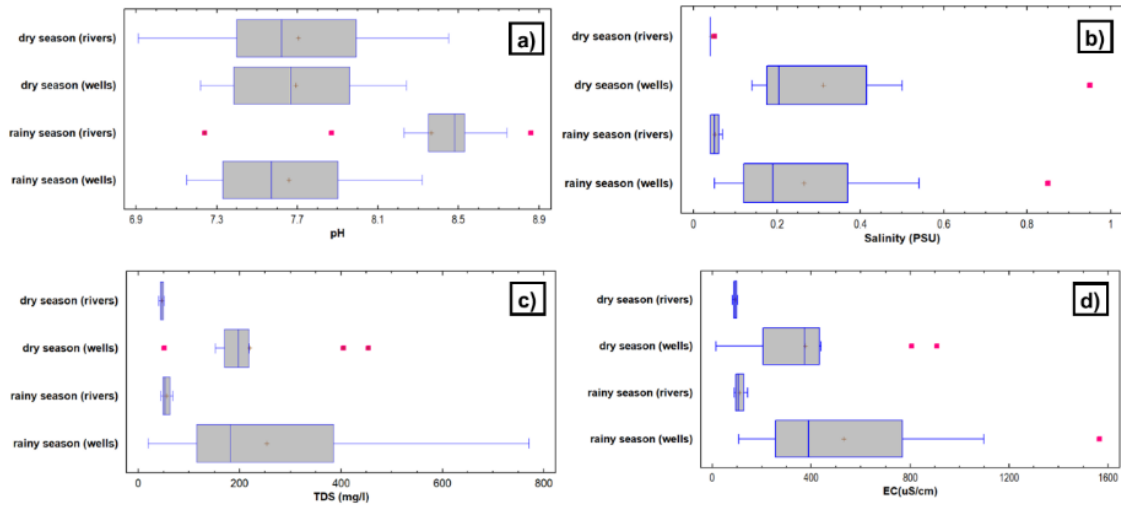 a)
dry season (rivers)
dry season (wells)
rainy season (rivers)
rainy season (wells)
6.9 7.3 7.7 8.1 8.5 8.9
pH
b)
dry season (rivers)
dry season (wells)
rainy season (rivers)
rainy season (wells)
0 0.2 0.4 0.6 0.8 1
Salinity (PSU)
c)
dry season (rivers)
dry season (wells)
rainy season (rivers)
rainy season (wells)
0 200 400 600 800
TDS (mg/l)
d)
dry season (rivers)
dry season (wells)
rainy season (rivers)
rainy season (wells)
0 400 800 1200 1600
EC(uS/cm)